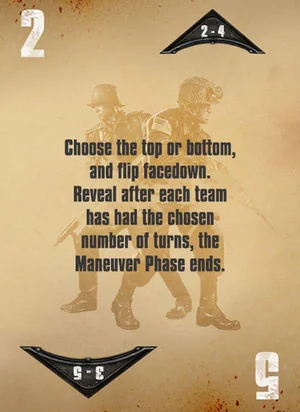 2
2 - 4
Choose the top or bottom,
and flip facedown.
Reveal after each team
has had the chosen
number of turns, the
Maneuver Phase ends.
3 - 5
5